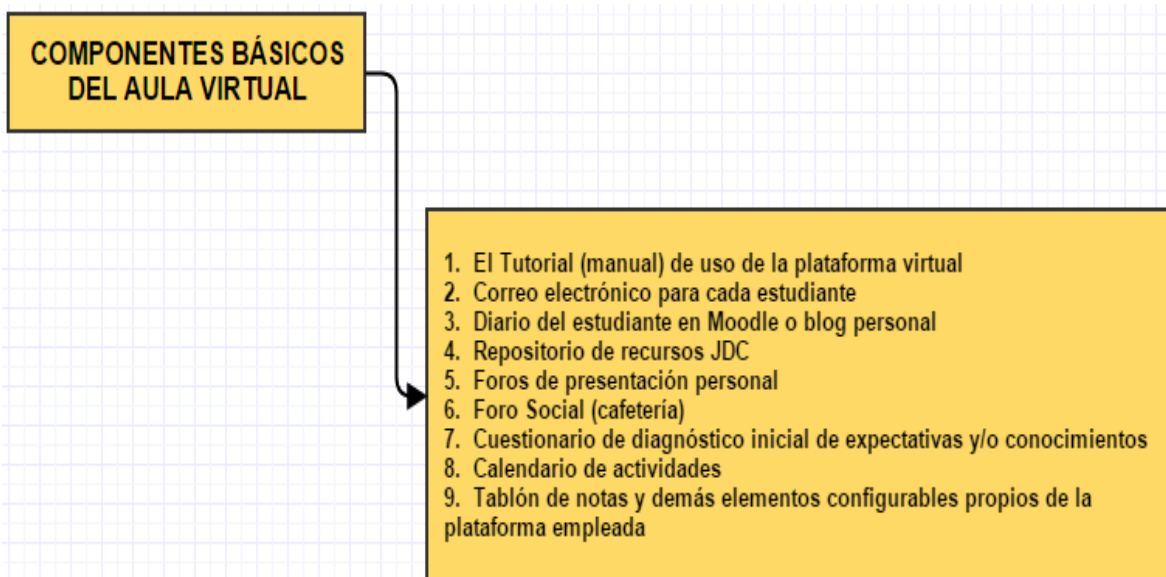 COMPONENTES BÁSICOS
DEL AULA VIRTUAL
1. El Tutorial (manual) de uso de la plataforma virtual
2. Correo electrónico para cada estudiante
3. Diario del estudiante en Moodle o blog personal
4. Repositorio de recursos JDC
5. Foros de presentación personal
6. Foro Social (cafetería)
7. Cuestionario de diagnóstico inicial de expectativas y/o conocimientos
8. Calendario de actividades
9. Tablón de notas y demás elementos configurables propios de la
plataforma empleada